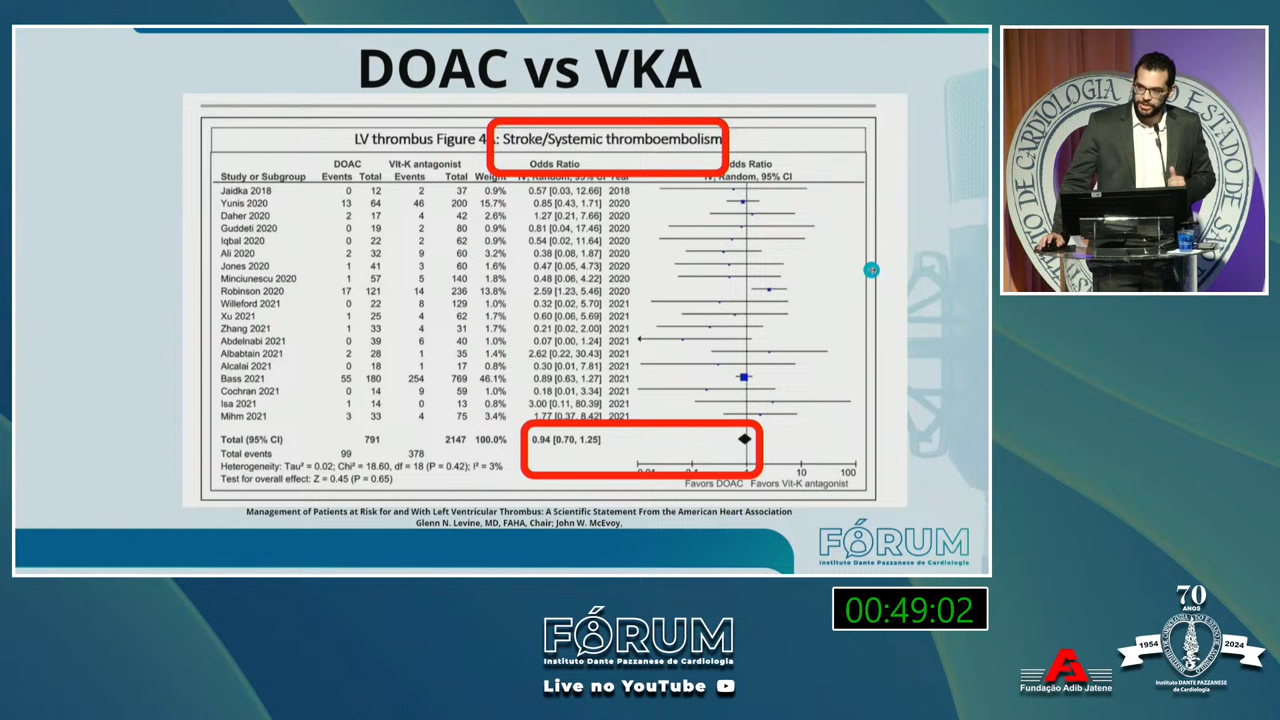 DOAC vs VKA
LV thrombus Figure 4 : Stroke/Systemic thromboembolism
DOAC Vit-K antagonist Odds Ratio Odds Ratio
Study or Subgroup Events Total Events Total Weight IV, Random, 95% CI Year IV, Random, 95% CI
Jaidka 2018 0 12 2 37 0.9% 0.57 [0.03, 12.66] 2018
Yunis 2020 13 64 46 200 15.7% 0.85 [0.43, 1.71] 2020
Daher 2020 2 17 4 42 2.6% 1.27 [0.21, 7.66] 2020
Guddeti 2020 0 19 2 80 0.9% 0.81 [0.04, 17.46] 2020
Iqbal 2020 0 22 2 62 0.9% 0.54 [0.02, 11.64] 2020
Ali 2020 2 32 9 60 3.2% 0.38 [0.08, 1.87] 2020
Jones 2020 1 41 3 60 1.6% 0.47 [0.05, 4.73] 2020
Minciunescu 2020 1 57 5 140 1.8% 0.48 [0.06, 4.22] 2020
Robinson 2020 17 121 14 236 13.8% 2.59 [1.23, 5.46] 2020
Willeford 2021 0 22 8 129 1.0% 0.32 [0.02, 5.70] 2021
Xu 2021 1 25 4 62 1.7% 0.60 [0.06, 5.69] 2021
Zhang 2021 1 33 4 31 1.7% 0.21 [0.02, 2.00] 2021
Abdelnabi 2021 0 39 6 40 1.0% 0.07 [0.00, 1.24] 2021
Albabtain 2021 2 28 1 35 1.4% 2.62 [0.22, 30.43] 2021
Alcalai 2021 0 18 1 17 0.8% 0.30 [0.01, 7.81] 2021
Bass 2021 55 180 254 769 46.1% 0.89 [0.63, 1.27] 2021
Cochran 2021 0 14 9 59 1.0% 0.18 [0.01, 3.34] 2021
Isa 2021 1 14 0 13 0.8% 3.00 [0.11, 80.39] 2021
Mihm 2021 3 33 4 75 3.4% 1.77 [0.37, 8.42] 2021
Total (95% CI) 791 2147 100.0% 0.94 [0.70, 1.25]
Total events 99 378
Heterogeneity: Tau² = 0.02; Chi² = 18.60, df = 18 (P = 0.42); I² = 3%
Test for overall effect: Z = 0.45 (P = 0.65)
0.01 0.1 1 10 100
Favors DOAC Favors Vit-K antagonist
Management of Patients at Risk for and With Left Ventricular Thrombus: A Scientific Statement From the American Heart Association
Glenn N. Levine, MD, FAHA, Chair; John W. McEvoy,
FÓRUM
Instituto Dante Pazzanese de Cardiologia
00:49:02
FÓRUM
Instituto Dante Pazzanese de Cardiologia
Live no YouTube
Fundação Adib Jatene
70
ANOS
1954 2024
Instituto DANTE PAZZANESE
de Cardiologia